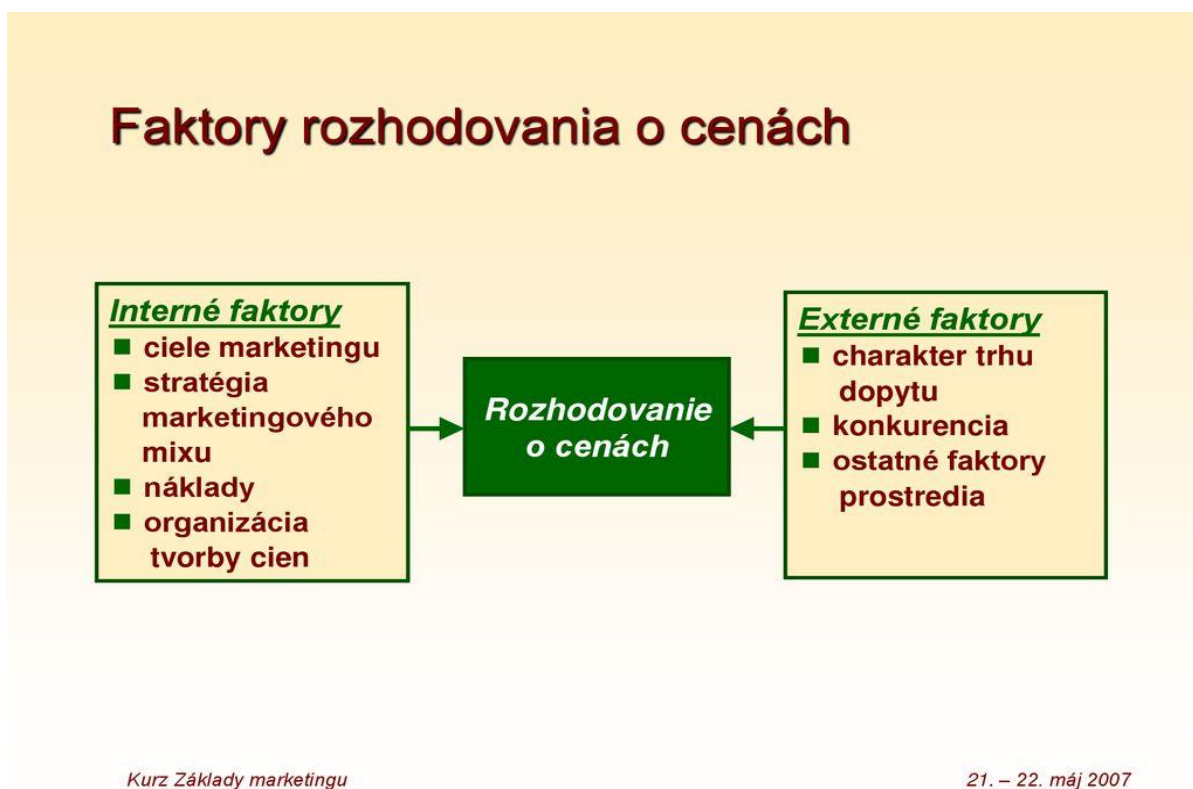 Faktory rozhodovania o cenách
Interné faktory
ciele marketingu
stratégia
marketingového
mixu
náklady
organizácia
tvorby cien
Rozhodovanie
o cenách
Externé faktory
charakter trhu
dopytu
konkurencia
ostatné faktory
prostredia
Kurz Základy marketingu
21. – 22. máj 2007